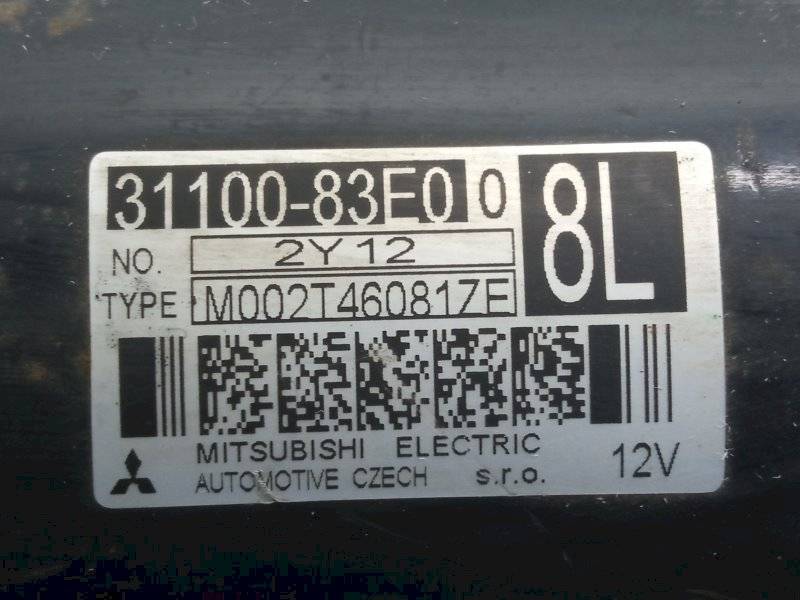 31100-83E0 0
8L
NO. 2Y12
TYPE M002T46081ZE
MITSUBISHI ELECTRIC
AUTOMOTIVE CZECH s.r.o.
12V